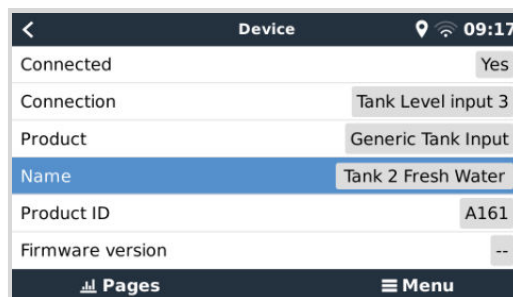 Device 09:17
Connected Yes
Connection Tank Level input 3
Product Generic Tank Input
Name Tank 2 Fresh Water
Product ID A161
Firmware version --
Pages Menu